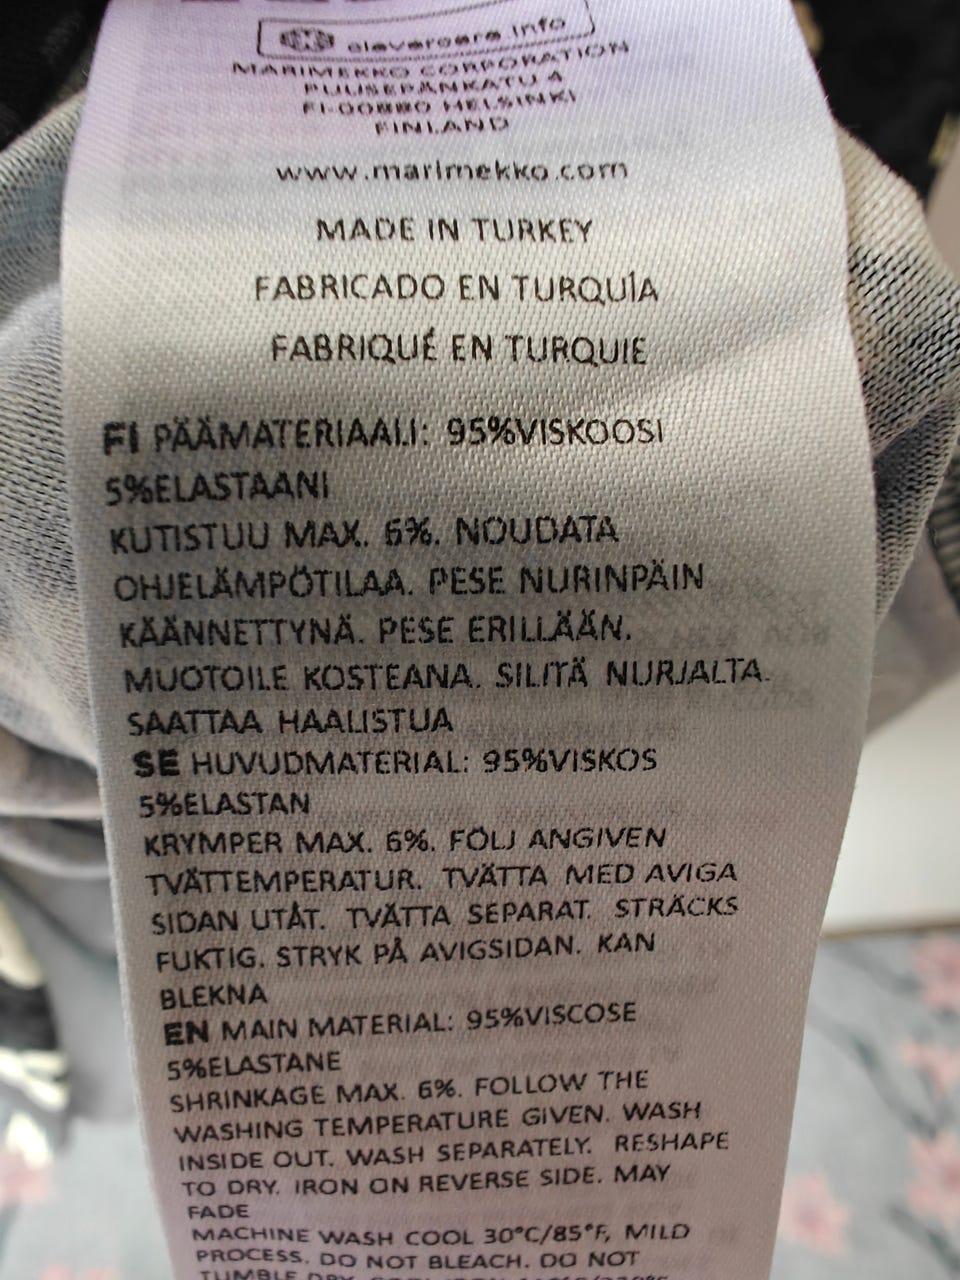 clevercare.info
MARIMEKKO CORPORATION
PUUSEPÄNKATU 4
FI-00880 HELSINKI
FINLAND
www.marimekko.com
MADE IN TURKEY
FABRICADO EN TURQUÍA
FABRIQUÉ EN TURQUIE
FI PÄÄMATERIAALI: 95%VISKOOSI
5%ELASTAANI
KUTISTUU MAX. 6%. NOUDATA
OHJELÄMPÖTILAA. PESE NURINPÄIN
KÄÄNNETTYNÄ. PESE ERILLÄÄN.
MUOTOILE KOSTEANA. SILITÄ NURJALTA.
SAATTAA HAALISTUA
SE HUVUDMATERIAL: 95%VISKOS
5%ELASTAN
KRYMPER MAX. 6%. FÖLJ ANGIVEN
TVÄTTEMPERATUR. TVÄTTA MED AVIGA
SIDAN UTÅT. TVÄTTA SEPARAT. STRÄCKS
FUKTIG. STRYK PÅ AVIGSIDAN. KAN
BLEKNA
EN MAIN MATERIAL: 95%VISCOSE
5%ELASTANE
SHRINKAGE MAX. 6%. FOLLOW THE
WASHING TEMPERATURE GIVEN. WASH
INSIDE OUT. WASH SEPARATELY. RESHAPE
TO DRY. IRON ON REVERSE SIDE. MAY
FADE
MACHINE WASH COOL 30°C/85°F, MILD
PROCESS. DO NOT BLEACH. DO NOT
TUMBLE DRY.